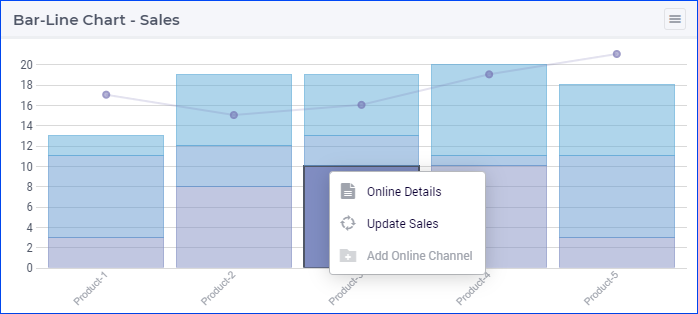 Bar-Line Chart - Sales
20
18
16
14
12
10
8
6
4
2
0
Online Details
Update Sales
Add Online Channel
Product-1
Product-2
Product-3
Product-4
Product-5